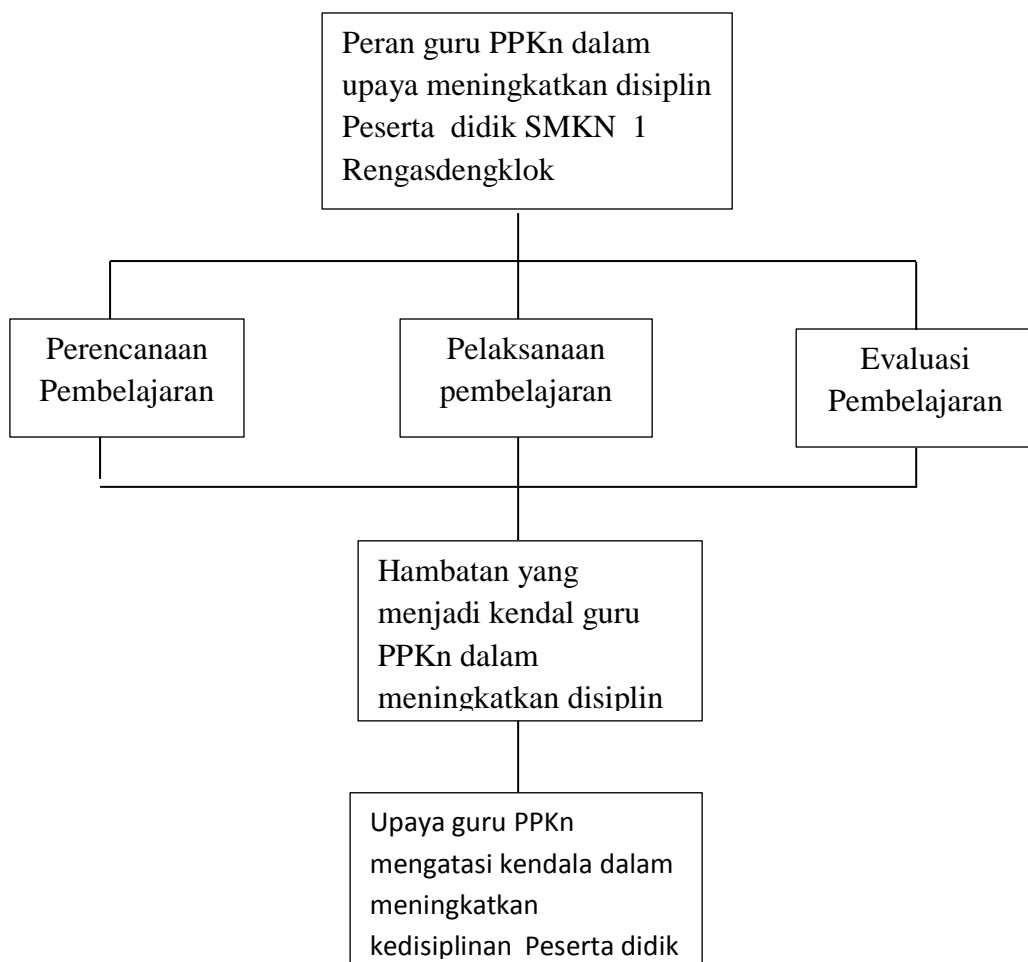 Peran guru PPKn dalam
upaya meningkatkan disiplin
Peserta didik SMKN 1
Rengasdengklok
Perencanaan
Pembelajaran
Pelaksanaan
pembelajaran
Evaluasi
Pembelajaran
Hambatan yang
menjadi kendal guru
PPKn dalam
meningkatkan disiplin
Upaya guru PPKn
mengatasi kendala dalam
meningkatkan
kedisiplinan Peserta didik